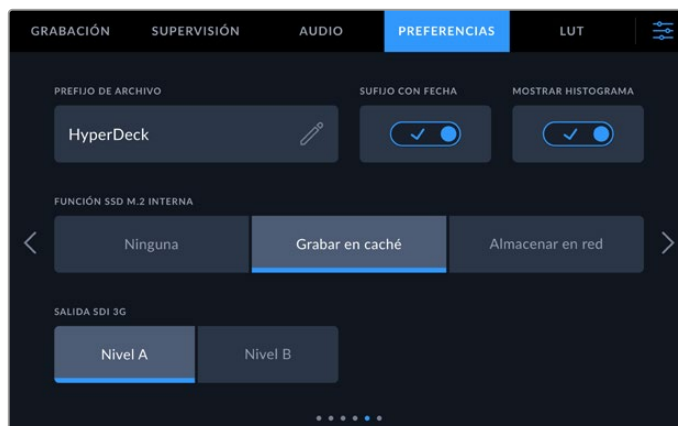 GRABACIÓN SUPERVISIÓN AUDIO PREFERENCIAS LUT
PREFIJO DE ARCHIVO SUFIJO CON FECHA MOSTRAR HISTOGRAMA
HyperDeck
FUNCIÓN SSD M.2 INTERNA
Ninguna Grabar en caché Almacenar en red
SALIDA SDI 3G
Nivel A Nivel B